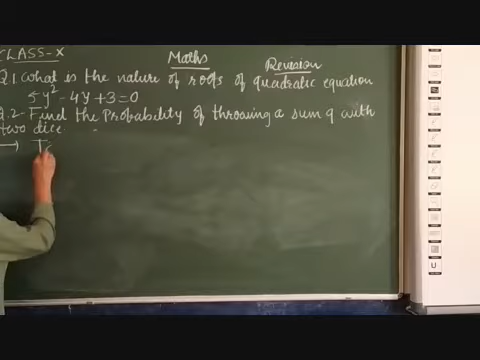 CLASS-X
Maths
Revision
Q.1 What is the nature of roots of quadratic equation
5y² - 4y + 3 = 0
Q.2- Find the Probability of throwing a sum 9 with
two dice.
→ T
U